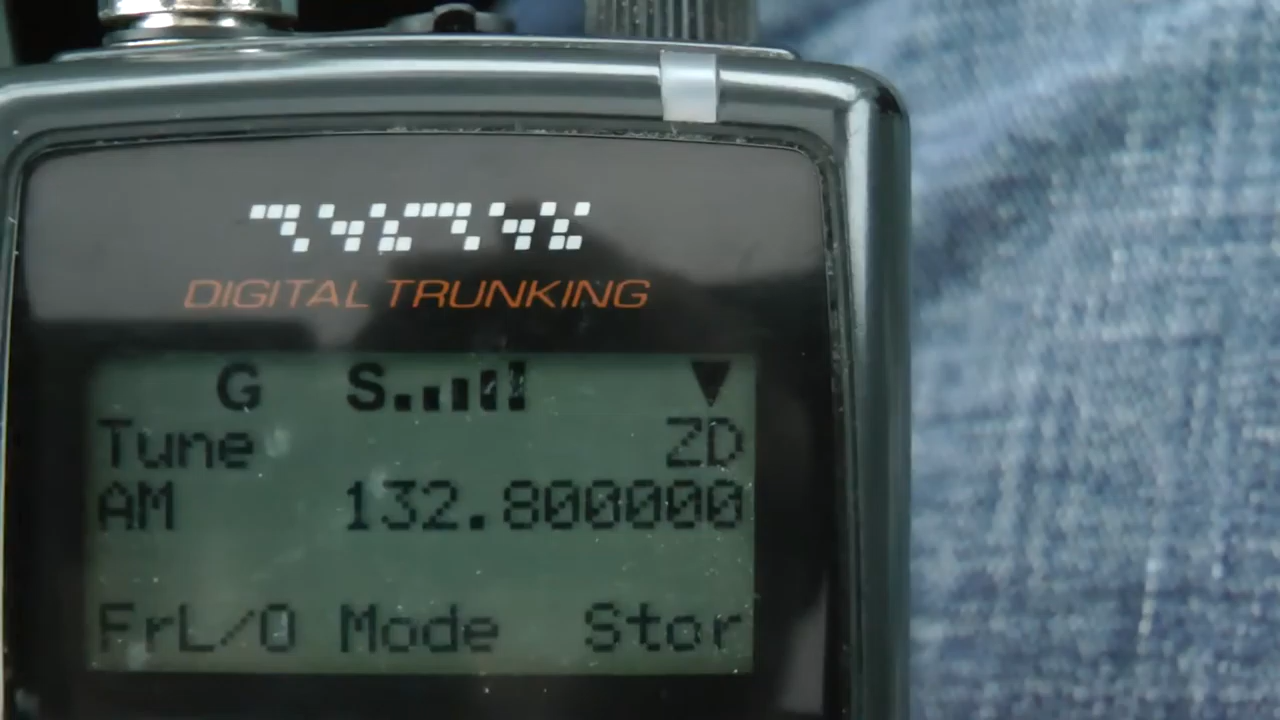 DIGITAL TRUNKING
G S
Tune ZD
AM 132.800000
FrL/O Mode Stor